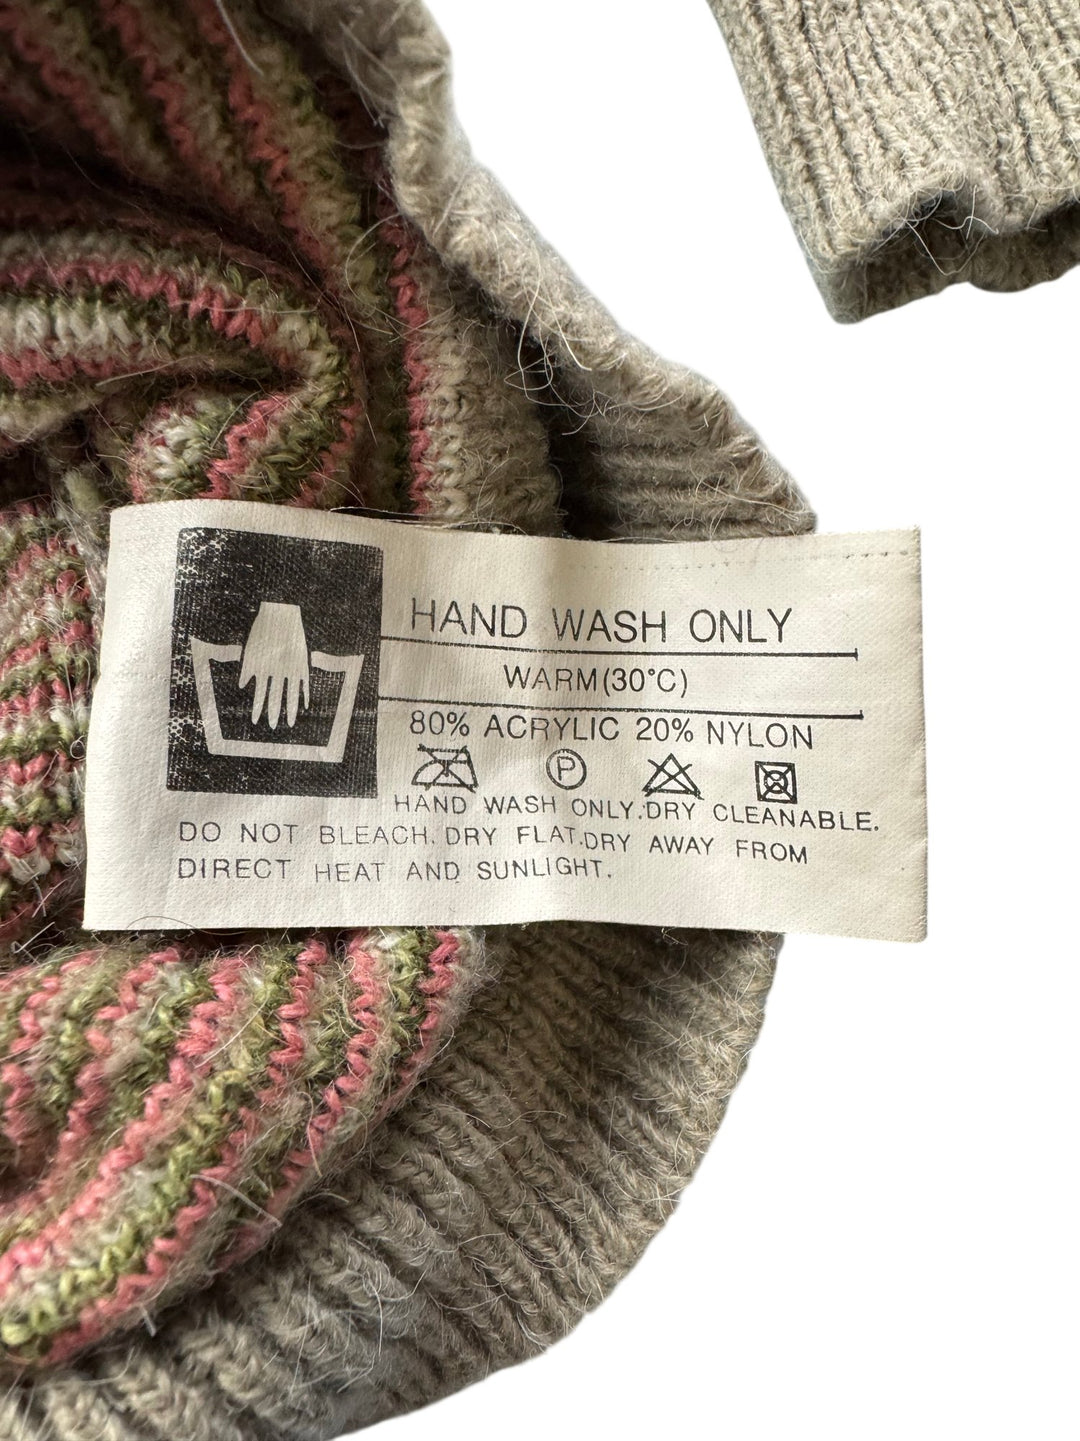 HAND WASH ONLY
WARM(30°C)
80% ACRYLIC 20% NYLON
P
HAND WASH ONLY.DRY CLEANABLE.
DO NOT BLEACH.DRY FLAT.DRY AWAY FROM
DIRECT HEAT AND SUNLIGHT.